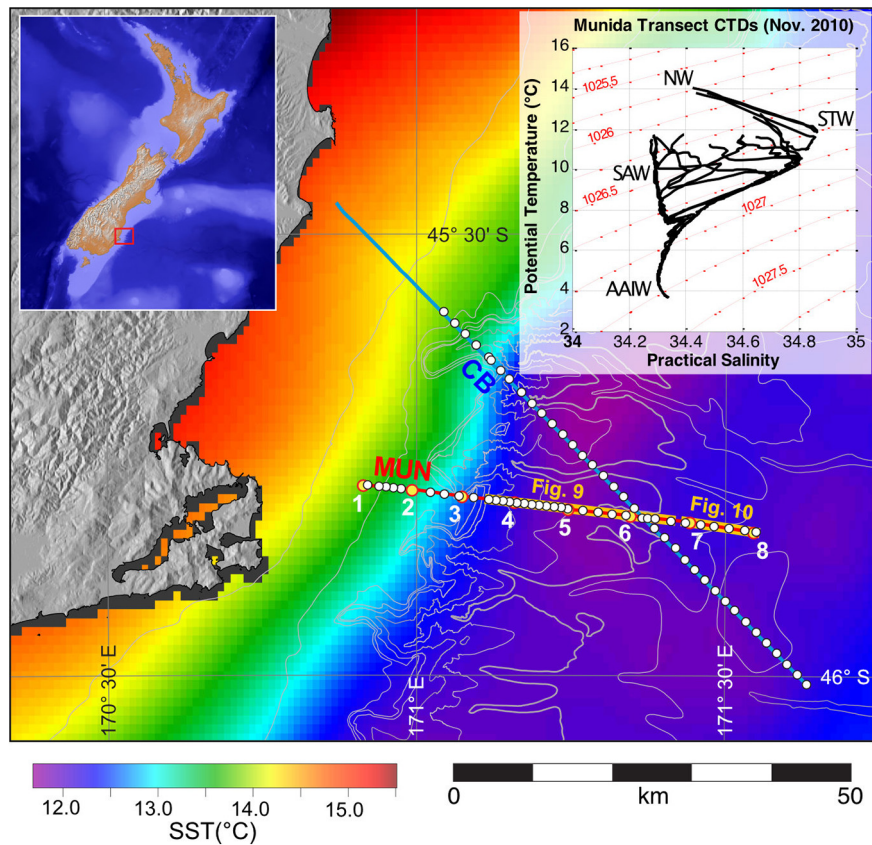 Munida Transect CTDs (Nov. 2010)
Potential Temperature (°C)
16
14
12
10
8
6
4
2
1025.5
1026
1026.5
1027
1027.5
NW
STW
SAW
AAIW
34
34.2
34.4
34.6
34.8
35
Practical Salinity
45° 30' S
CB
MUN
Fig. 9
Fig. 10
1
2
3
4
5
6
7
8
170° 30' E
171° E
171° 30' E
46° S
12.0
13.0
14.0
15.0
SST(°C)
0
km
50